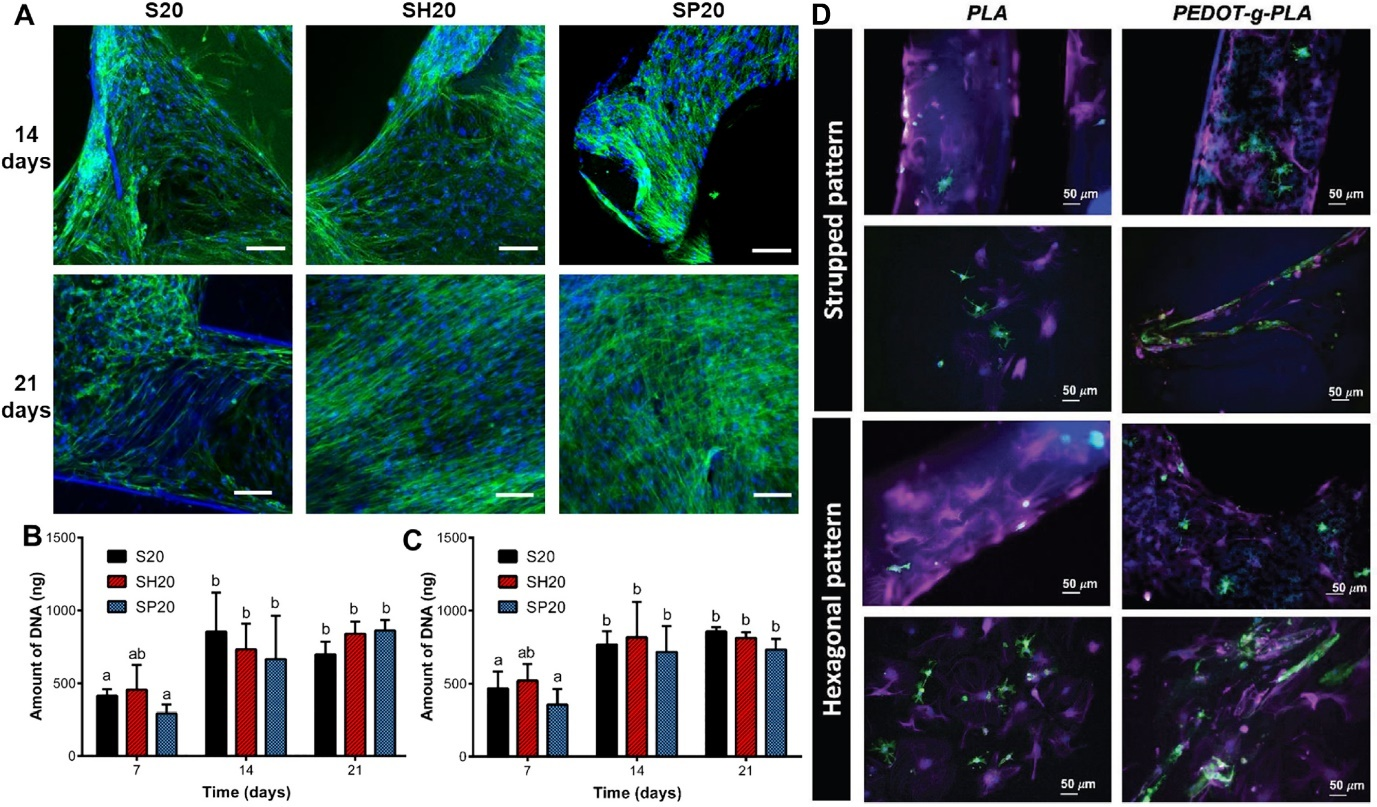 A
S20
SH20
SP20
14
days
21
days
B
1500
1000
500
0
Amount of DNA (ng)
S20
SH20
SP20
a
ab
a
b
b
b
b
b
b
7
14
21
Time (days)
C
1500
1000
500
0
Amount of DNA (ng)
S20
SH20
SP20
a
ab
a
b
b
b
b
b
b
7
14
21
Time (days)
D
PLA
PEDOT-g-PLA
Strupped pattern
50 µm
50 µm
50 µm
50 µm
Hexagonal pattern
50 µm
50 µm
50 µm
50 µm